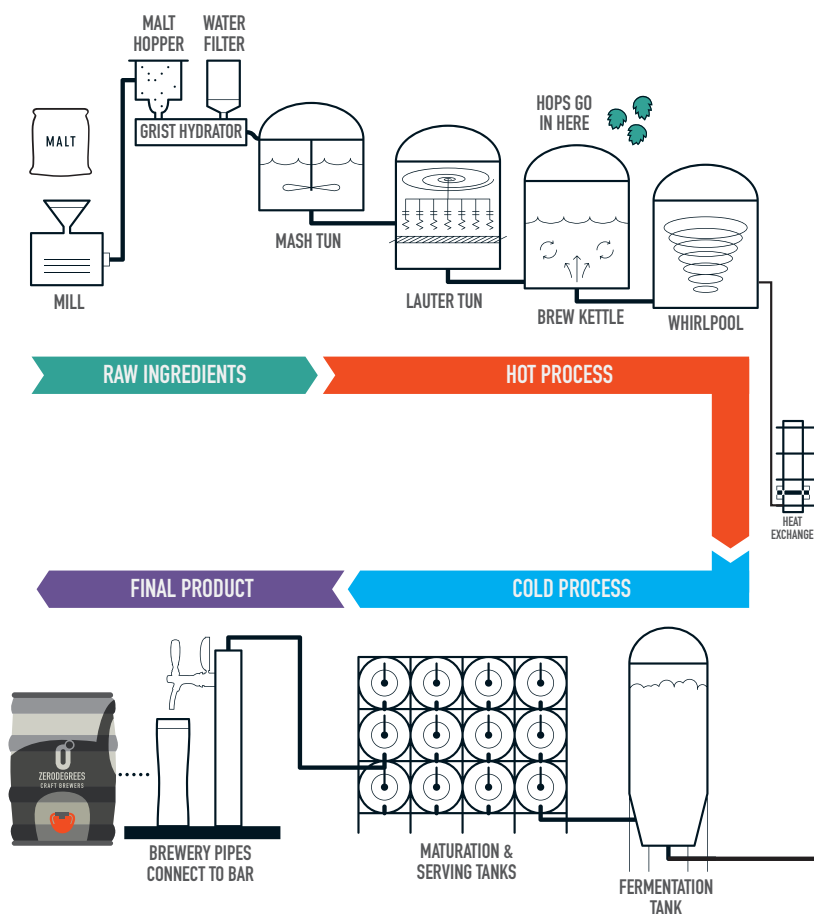 MALT
HOPPER
WATER
FILTER
HOPS GO
IN HERE
MALT
GRIST HYDRATOR
MASH TUN
MILL
LAUTER TUN
BREW KETTLE
WHIRLPOOL
RAW INGREDIENTS
HOT PROCESS
HEAT
EXCHANGE
FINAL PRODUCT
COLD PROCESS
ZERODEGREES
CRAFT BREWERS
BREWERY PIPES
CONNECT TO BAR
MATURATION &
SERVING TANKS
FERMENTATION
TANK